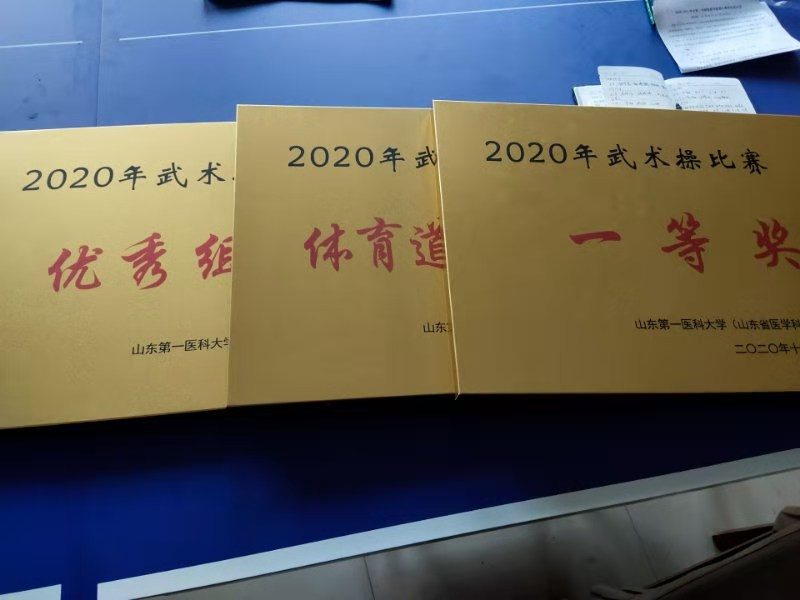 2020年武术
优秀组
山东第一医科大学
2020年武
体育道
山东
2020年武术操比赛
一等奖
山东第一医科大学（山东省医学科
二〇二〇年十